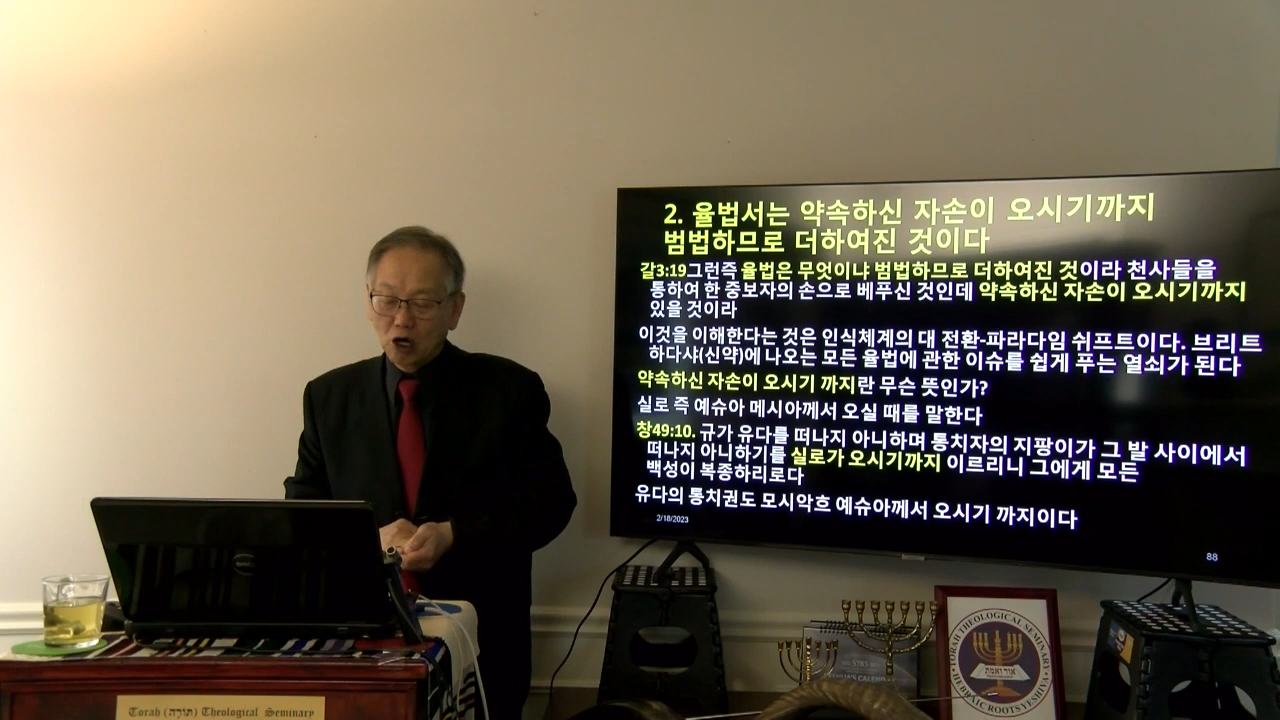 2. 율법서는 약속하신 자손이 오시기까지
범법하므로 더하여진 것이다
갈3:19그런즉 율법은 무엇이냐 범법하므로 더하여진 것이라 천사들을
통하여 한 중보자의 손으로 베푸신 것인데 약속하신 자손이 오시기까지
있을 것이라
이것을 이해한다는 것은 인식체계의 대 전환-파라다임 쉬프트이다. 브리트
하다샤(신약)에 나오는 모든 율법에 관한 이슈를 쉽게 푸는 열쇠가 된다
약속하신 자손이 오시기 까지란 무슨 뜻인가?
실로 즉 예슈아 메시아께서 오실 때를 말한다
창49:10. 규가 유다를 떠나지 아니하며 통치자의 지팡이가 그 발 사이에서
떠나지 아니하기를 실로가 오시기까지 이르리니 그에게 모든
백성이 복종하리로다
유다의 통치권도 모시악흐 예슈아께서 오시기 까지이다
2/18/2023
88
DELL
5783
CALENDAR
TORAH THEOLOGICAL SEMINARY
אור ואמת
HEBRAIC ROOTS YESHIVA
Torah (תּוֹרָה) Theological Seminary